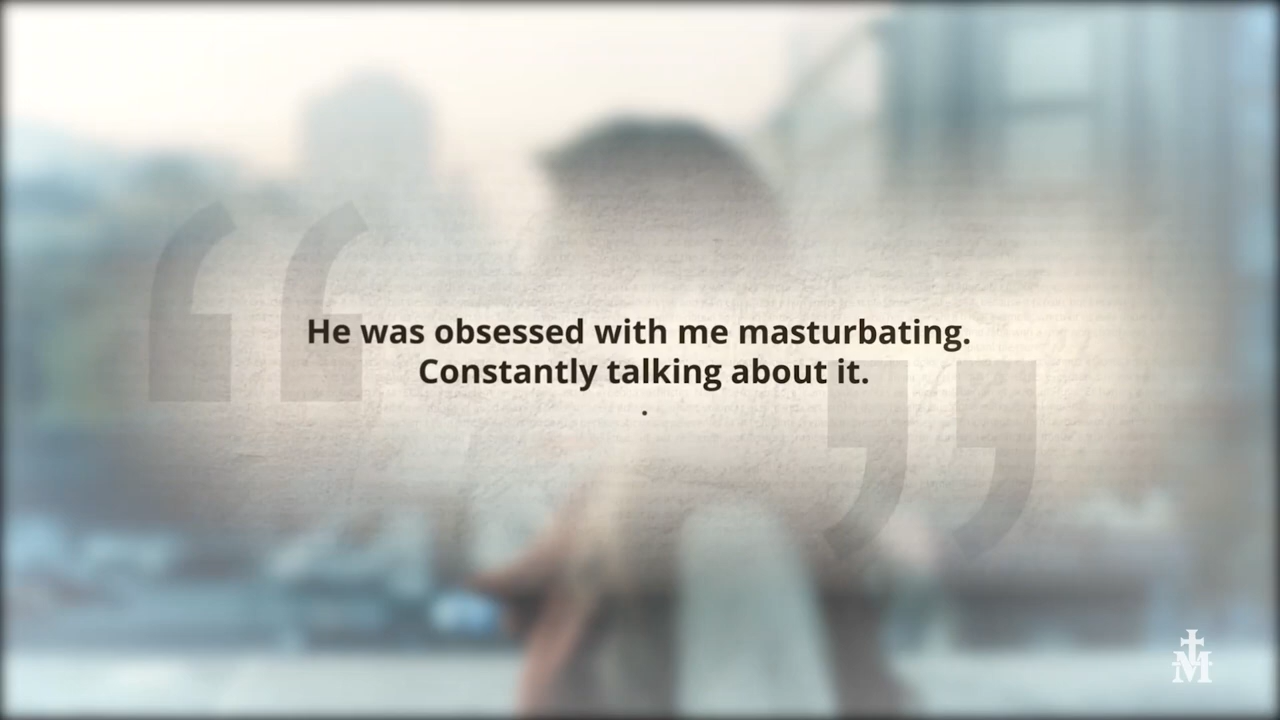 “
He was obsessed with me masturbating.
Constantly talking about it.
.
”
M